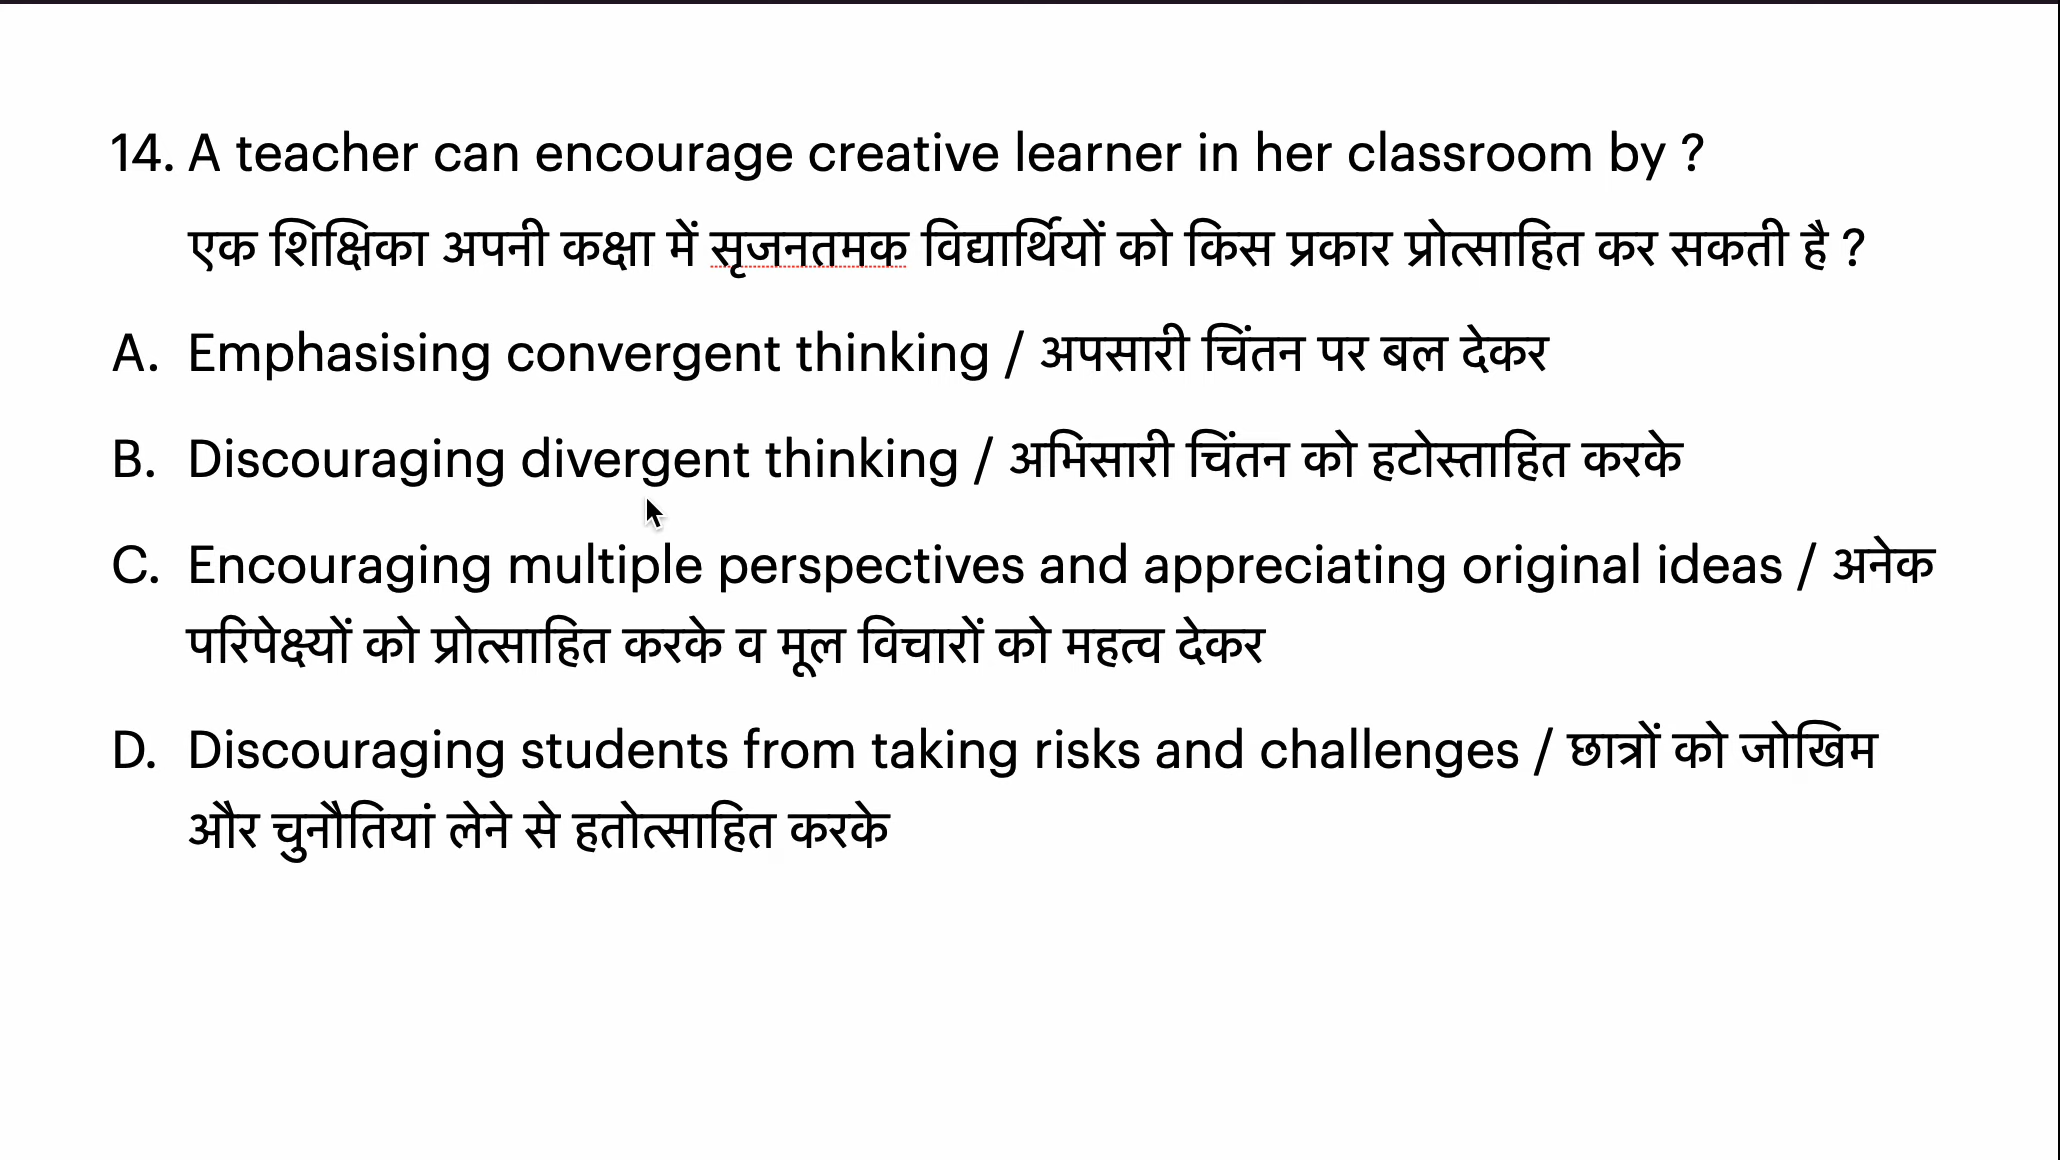 14. A teacher can encourage creative learner in her classroom by ?
एक शिक्षिका अपनी कक्षा में सृजनतमक विद्यार्थियों को किस प्रकार प्रोत्साहित कर सकती है ?
A. Emphasising convergent thinking / अपसारी चिंतन पर बल देकर
B. Discouraging divergent thinking / अभिसारी चिंतन को हटोस्ताहित करके
C. Encouraging multiple perspectives and appreciating original ideas / अनेक
परिपेक्ष्यों को प्रोत्साहित करके व मूल विचारों को महत्व देकर
D. Discouraging students from taking risks and challenges / छात्रों को जोखिम
और चुनौतियां लेने से हतोत्साहित करके